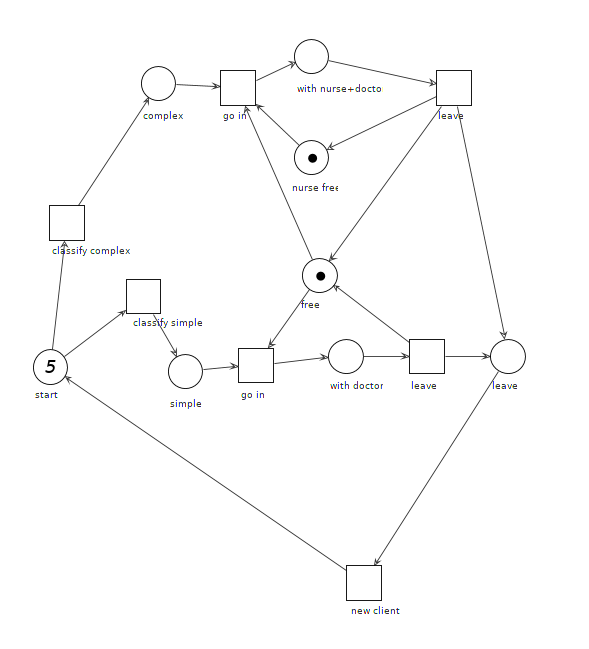 with nurse+docto
complex
go in
leave
nurse free
classify complex
free
classify simple
5
start
simple
go in
with doctor
leave
leave
new client